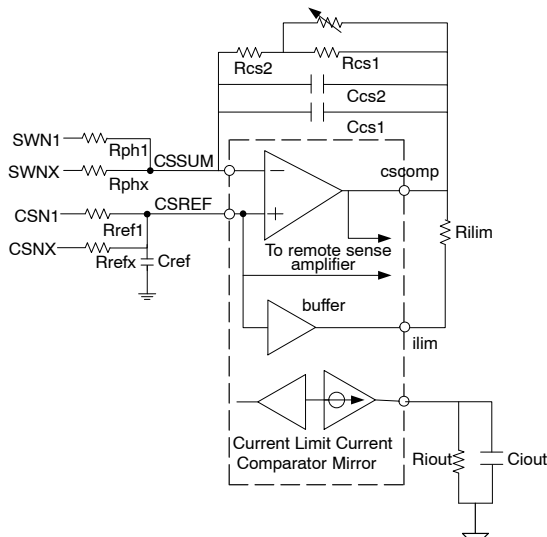 Rcs2
Rcs1
Ccs2
Ccs1
SWN1
Rph1
SWNX
Rphx
CSSUM
cscomp
CSN1
Rref1
CSREF
CSNX
Rrefx
Cref
Rilim
To remote sense
amplifier
buffer
ilim
Current Limit Current
Comparator Mirror
Riout
Ciout